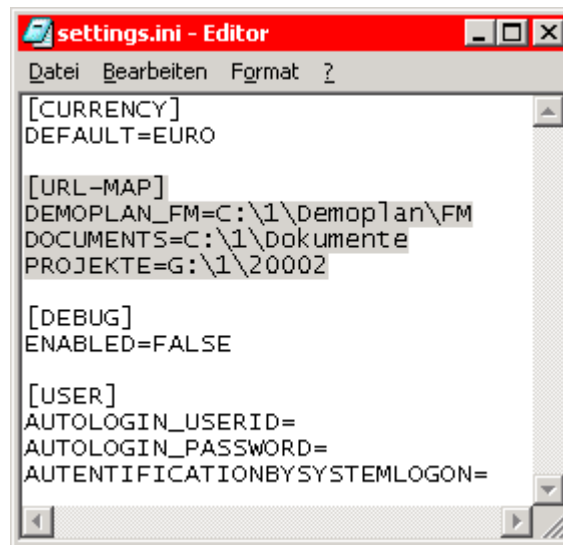 settings.ini - Editor
Datei Bearbeiten Format ?
[CURRENCY]
DEFAULT=EURO
[URL-MAP]
DEMOPLAN_FM=C:\1\Demoplan\FM
DOCUMENTS=C:\1\Dokumente
PROJEKTE=G:\1\20002
[DEBUG]
ENABLED=FALSE
[USER]
AUTOLOGIN_USERID=
AUTOLOGIN_PASSWORD=
AUTENTIFICATIONBYSYSTEMLOGON=